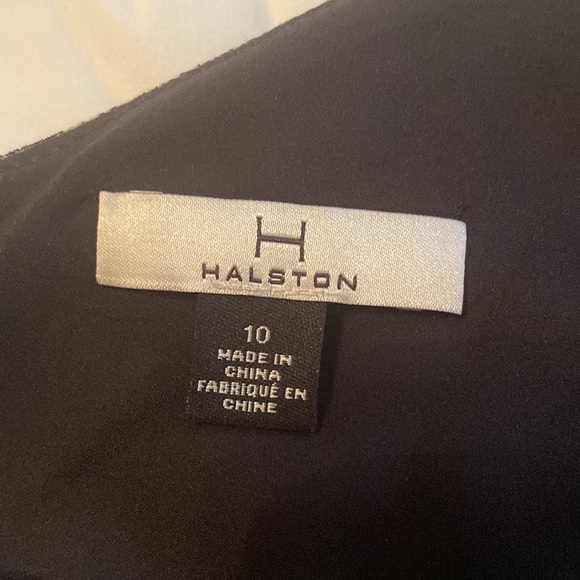 H
HALSTON
10
MADE IN
CHINA
FABRIQUÉ EN
CHINE